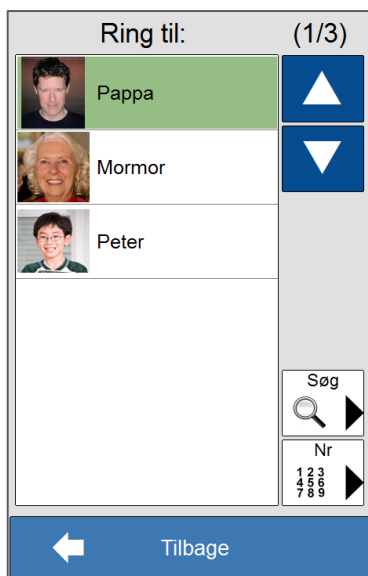 Ring til: (1/3)
Pappa
Mormor
Peter
Søg
Nr
1 2 3
4 5 6
7 8 9
Tilbage